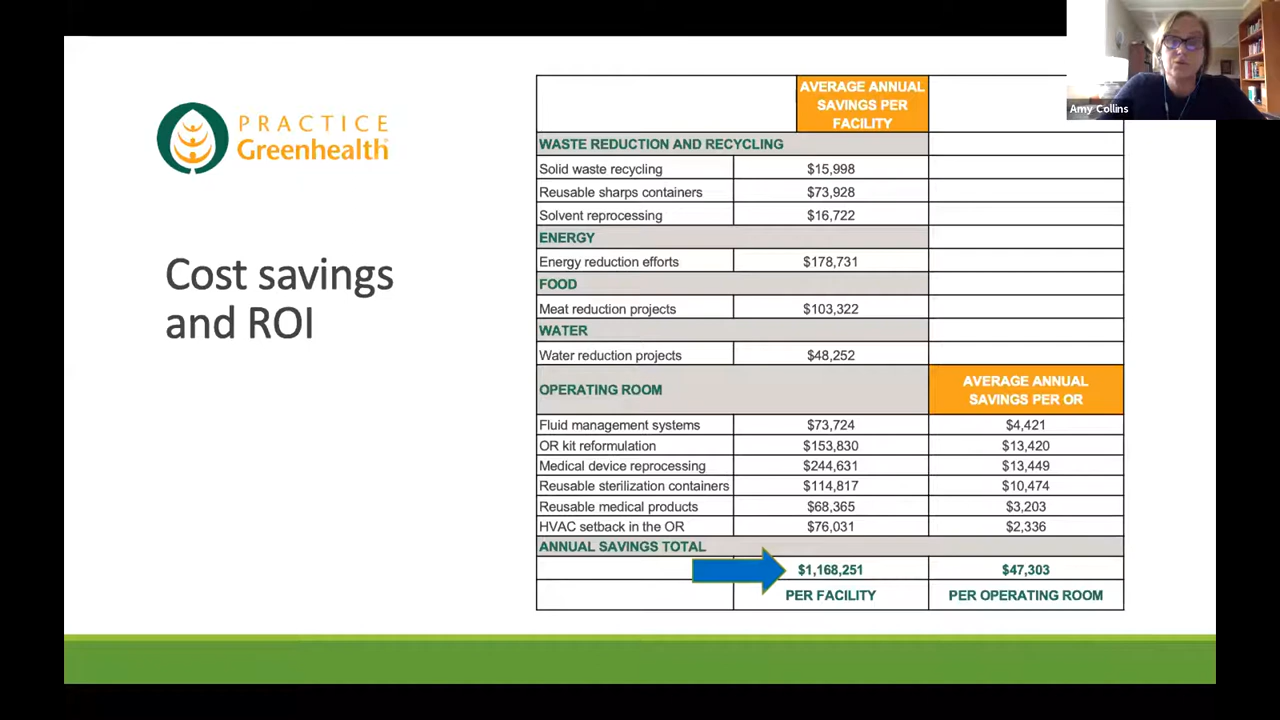 Amy Collins
PRACTICE
Greenhealth
Cost savings
and ROI
AVERAGE ANNUAL
SAVINGS PER
FACILITY
WASTE REDUCTION AND RECYCLING
Solid waste recycling $15,998
Reusable sharps containers $73,928
Solvent reprocessing $16,722
ENERGY
Energy reduction efforts $178,731
FOOD
Meat reduction projects $103,322
WATER
Water reduction projects $48,252
OPERATING ROOM
AVERAGE ANNUAL
SAVINGS PER OR
Fluid management systems $73,724 $4,421
OR kit reformulation $153,830 $13,420
Medical device reprocessing $244,631 $13,449
Reusable sterilization containers $114,817 $10,474
Reusable medical products $68,365 $3,203
HVAC setback in the OR $76,031 $2,336
ANNUAL SAVINGS TOTAL
$1,168,251 $47,303
PER FACILITY PER OPERATING ROOM